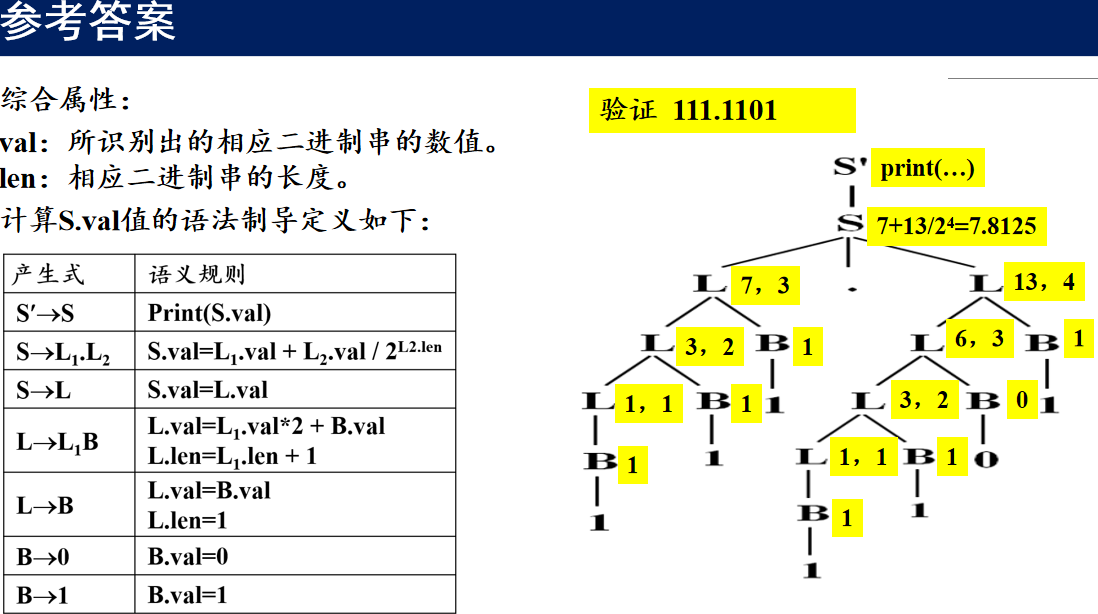 参考答案
综合属性：
val：所识别出的相应二进制串的数值。
len：相应二进制串的长度。
计算S.val值的语法制导定义如下：
产生式 语义规则
S′→S Print(S.val)
S→L₁.L₂ S.val=L₁.val + L₂.val / 2^L2.len
S→L S.val=L.val
L→L₁B L.val=L₁.val*2 + B.val
L.len=L₁.len + 1
L→B L.val=B.val
L.len=1
B→0 B.val=0
B→1 B.val=1
验证 111.1101
S' print(…)
S 7+13/2⁴=7.8125
L 7，3 . L 13，4
L 3，2 B 1 L 6，3 B 1
L 1，1 B 1 1 L 3，2 B 0 1
B 1 1 L 1，1 B 1 0
1 B 1 1
1